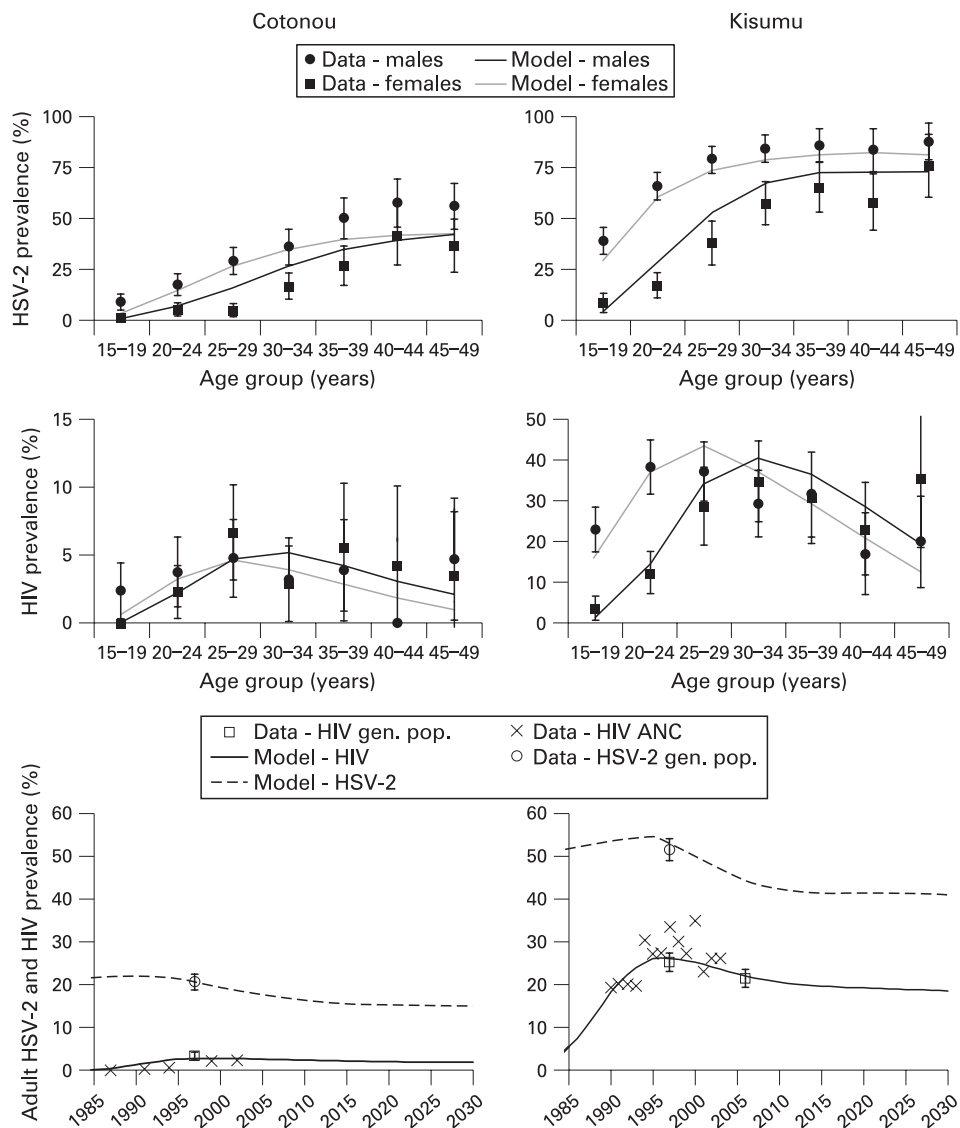 Cotonou
Kisumu
Data - males
Model - males
Data - females
Model - females
HSV-2 prevalence (%)
100
75
50
25
0
15–19 20–24 25–29 30–34 35–39 40–44 45–49
Age group (years)
100
75
50
25
0
15–19 20–24 25–29 30–34 35–39 40–44 45–49
Age group (years)
HIV prevalence (%)
15
10
5
0
15–19 20–24 25–29 30–34 35–39 40–44 45–49
Age group (years)
50
40
30
20
10
0
15–19 20–24 25–29 30–34 35–39 40–44 45–49
Age group (years)
Data - HIV gen. pop.
Data - HIV ANC
Model - HIV
Data - HSV-2 gen. pop.
Model - HSV-2
Adult HSV-2 and HIV prevalence (%)
60
50
40
30
20
10
0
1985 1990 1995 2000 2005 2010 2015 2020 2025 2030
60
50
40
30
20
10
0
1985 1990 1995 2000 2005 2010 2015 2020 2025 2030